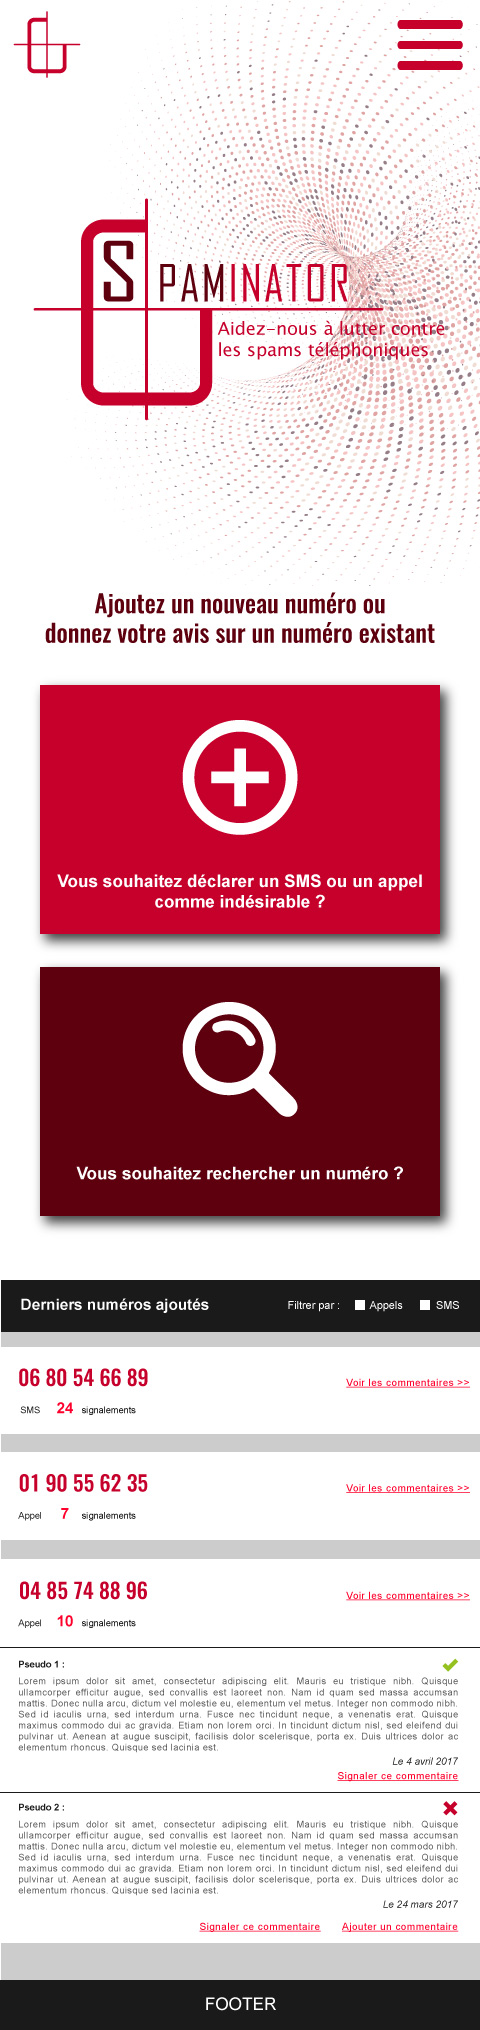 SPAMINATOR
Aidez-nous à lutter contre
les spams téléphoniques
Ajoutez un nouveau numéro ou
donnez votre avis sur un numéro existant
Vous souhaitez déclarer un SMS ou un appel
comme indésirable ?
Vous souhaitez rechercher un numéro ?
Derniers numéros ajoutés Filtrer par : Appels SMS
06 80 54 66 89 Voir les commentaires >>
SMS 24 signalements
01 90 55 62 35 Voir les commentaires >>
Appel 7 signalements
04 85 74 88 96 Voir les commentaires >>
Appel 10 signalements
Pseudo 1 :
Lorem ipsum dolor sit amet, consectetur adipiscing elit. Mauris eu tristique nibh. Quisque
ullamcorper efficitur augue, sed convallis est laoreet non. Nam id quam sed massa accumsan
mattis. Donec nulla arcu, dictum vel molestie eu, elementum vel metus. Integer non commodo nibh.
Sed id iaculis urna, sed interdum urna. Fusce nec tincidunt neque, a venenatis erat. Quisque
maximus commodo dui ac gravida. Etiam non lorem orci. In tincidunt dictum nisl, sed eleifend dui
pulvinar ut. Aenean at augue suscipit, facilisis dolor scelerisque, porta ex. Duis ultrices dolor ac
elementum rhoncus. Quisque sed lacinia est.
Le 4 avril 2017
Signaler ce commentaire
Pseudo 2 :
Lorem ipsum dolor sit amet, consectetur adipiscing elit. Mauris eu tristique nibh. Quisque
ullamcorper efficitur augue, sed convallis est laoreet non. Nam id quam sed massa accumsan
mattis. Donec nulla arcu, dictum vel molestie eu, elementum vel metus. Integer non commodo nibh.
Sed id iaculis urna, sed interdum urna. Fusce nec tincidunt neque, a venenatis erat. Quisque
maximus commodo dui ac gravida. Etiam non lorem orci. In tincidunt dictum nisl, sed eleifend dui
pulvinar ut. Aenean at augue suscipit, facilisis dolor scelerisque, porta ex. Duis ultrices dolor ac
elementum rhoncus. Quisque sed lacinia est.
Le 24 mars 2017
Signaler ce commentaire Ajouter un commentaire
FOOTER